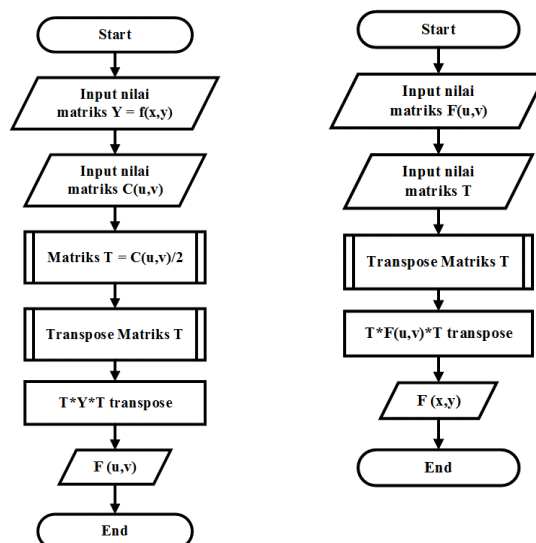 Start
Input nilai
matriks Y = f(x,y)
Input nilai
matriks C(u,v)
Matriks T = C(u,v)/2
Transpose Matriks T
T*Y*T transpose
F (u,v)
End
Start
Input nilai
matriks F(u,v)
Input nilai
matriks T
Transpose Matriks T
T*F(u,v)*T transpose
F (x,y)
End